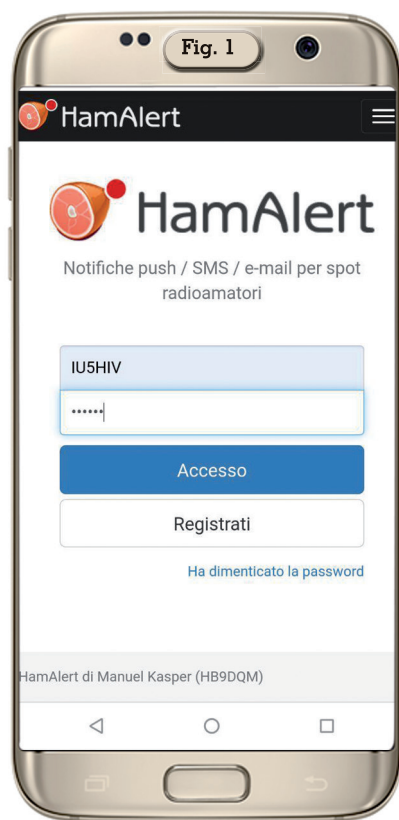 Fig. 1
HamAlert
HamAlert
Notifiche push / SMS / e-mail per spot
radioamatori
IU5HIV
••••••
Accesso
Registrati
Ha dimenticato la password
HamAlert di Manuel Kasper (HB9DQM)